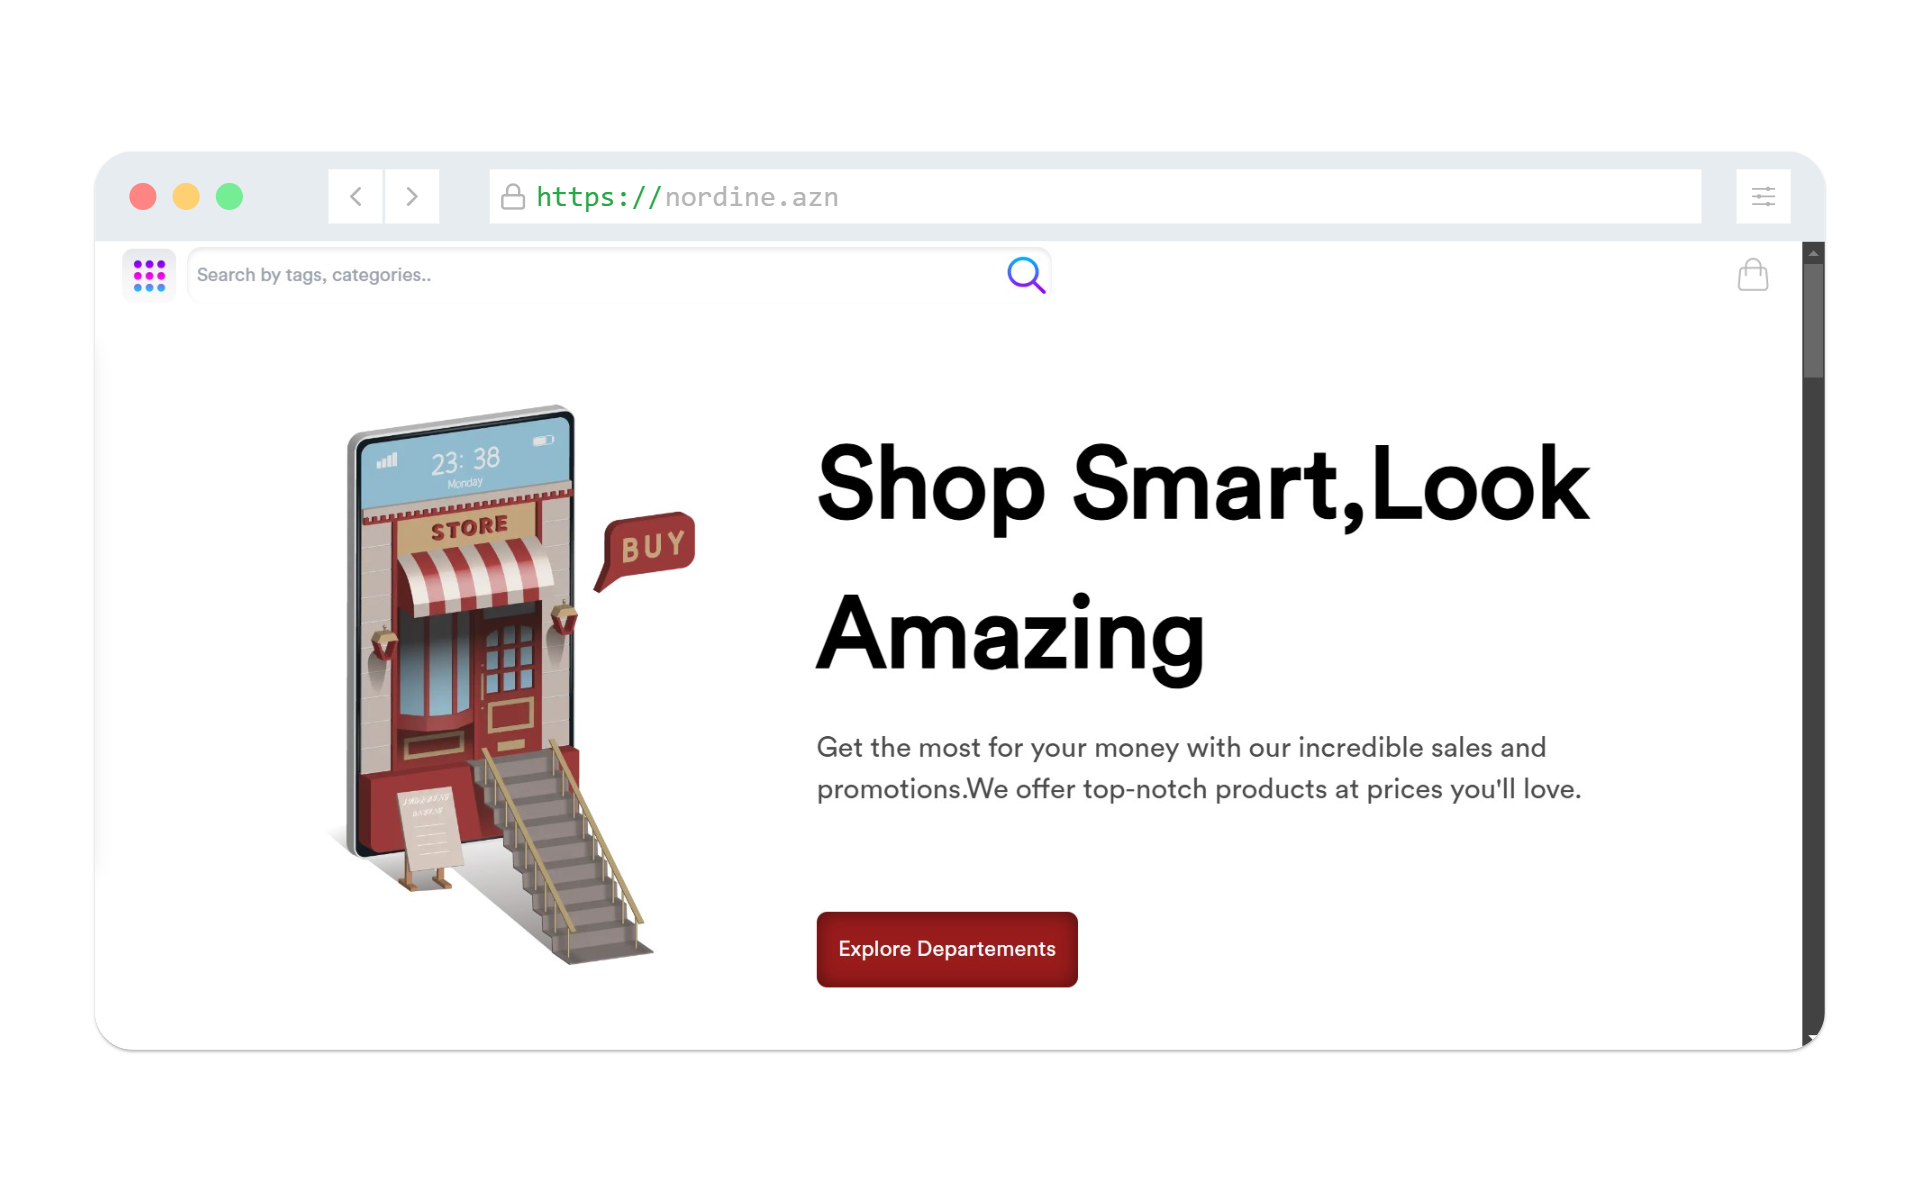 https://nordine.azn
Search by tags, categories..
23: 38
Monday
STORE
BUY
Shop Smart,Look
Amazing
Get the most for your money with our incredible sales and
promotions.We offer top-notch products at prices you'll love.
Explore Departements